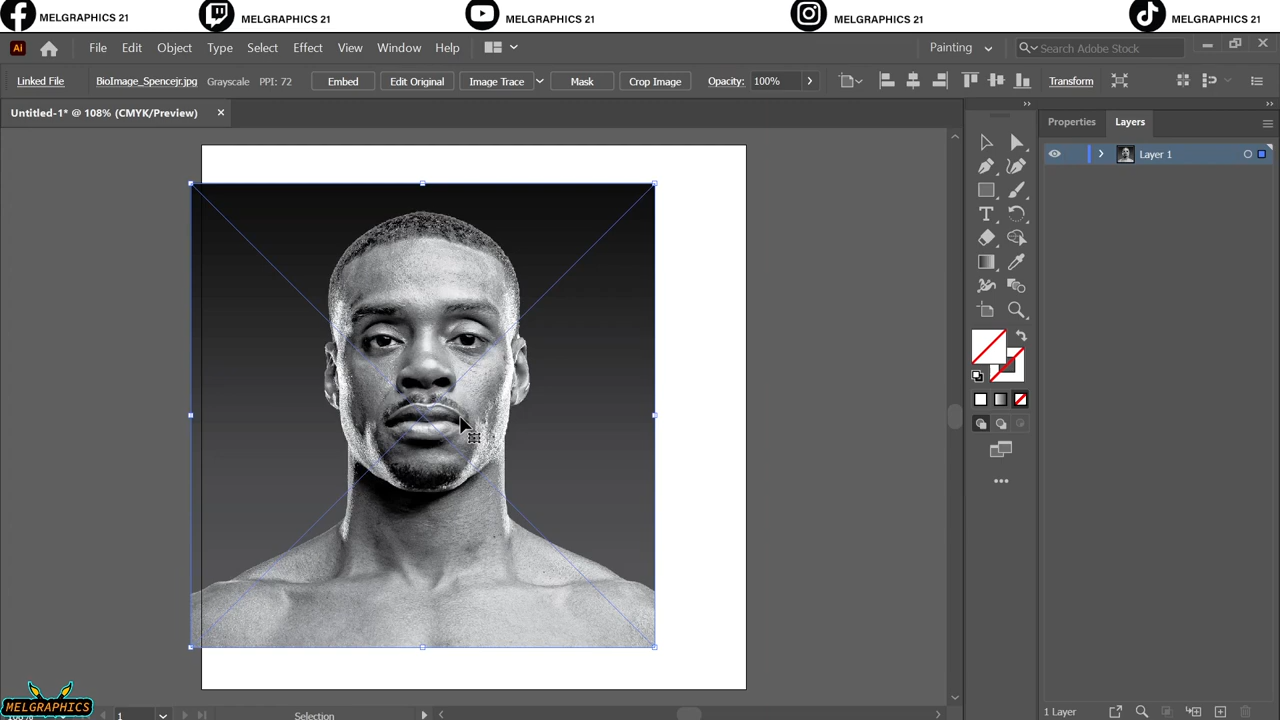 MELGRAPHICS 21 MELGRAPHICS 21 MELGRAPHICS 21 MELGRAPHICS 21 MELGRAPHICS 21
Ai File Edit Object Type Select Effect View Window Help Painting Search Adobe Stock
Linked File BioImage_Spencejr.jpg Grayscale PPI: 72 Embed Edit Original Image Trace Mask Crop Image Opacity: 100% Transform
Untitled-1* @ 108% (CMYK/Preview)
Properties Layers
Layer 1
MELGRAPHICS
1 Selection 1 Layer